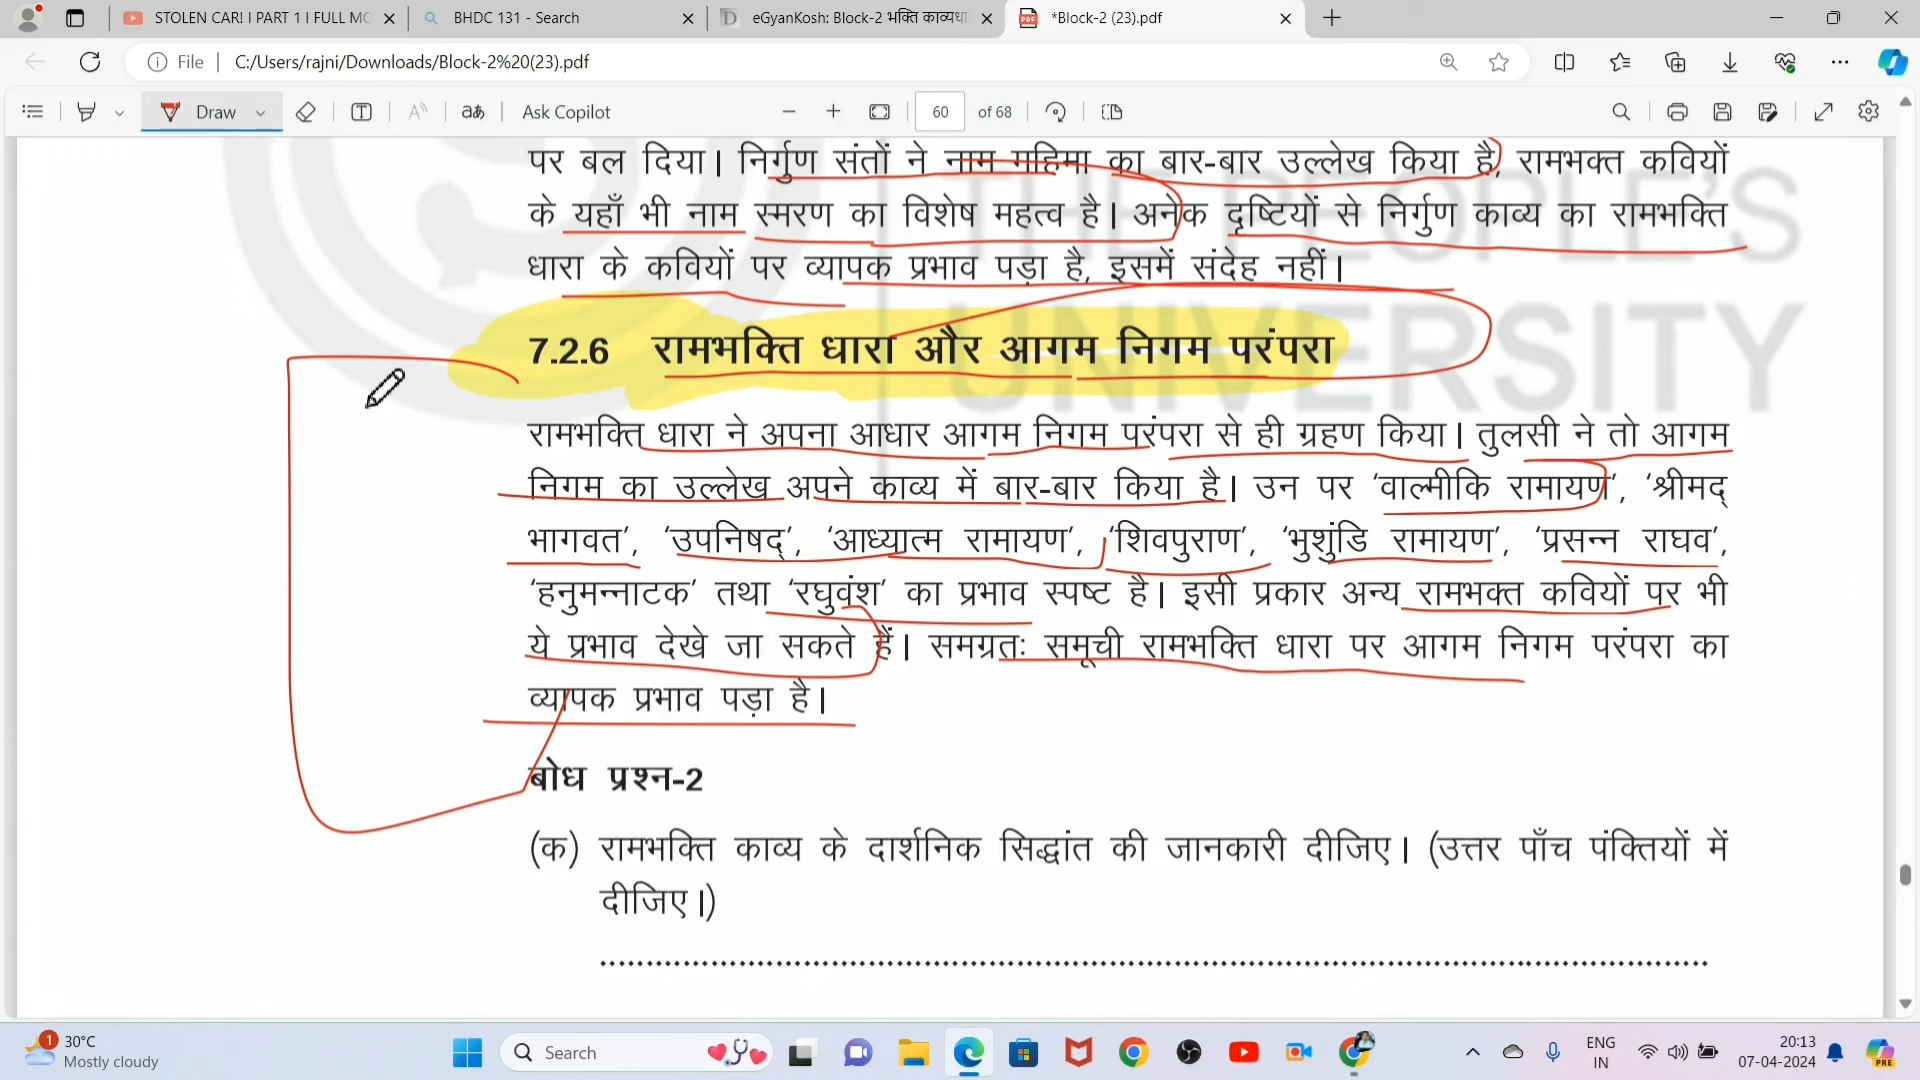 STOLEN CAR! I PART 1 I FULL MC
BHDC 131 - Search
eGyanKosh: Block-2 भक्ति काव्यधा
*Block-2 (23).pdf
File
C:/Users/rajni/Downloads/Block-2%20(23).pdf
Draw
Ask Copilot
60 of 68
पर बल दिया। निर्गुण संतों ने नाम महिमा का बार-बार उल्लेख किया है, रामभक्त कवियों
के यहाँ भी नाम स्मरण का विशेष महत्व है। अनेक दृष्टियों से निर्गुण काव्य का रामभक्ति
धारा के कवियों पर व्यापक प्रभाव पड़ा है, इसमें संदेह नहीं।
THE PEOPLE'S
UNIVERSITY
7.2.6 रामभक्ति धारा और आगम निगम परंपरा
रामभक्ति धारा ने अपना आधार आगम निगम परंपरा से ही ग्रहण किया। तुलसी ने तो आगम
निगम का उल्लेख अपने काव्य में बार-बार किया है। उन पर 'वाल्मीकि रामायण', 'श्रीमद्
भागवत', 'उपनिषद्', 'आध्यात्म रामायण', 'शिवपुराण', 'भुशुंडि रामायण', 'प्रसन्न राघव',
'हनुमन्नाटक' तथा 'रघुवंश' का प्रभाव स्पष्ट है। इसी प्रकार अन्य रामभक्त कवियों पर भी
ये प्रभाव देखे जा सकते हैं। समग्रतः समूची रामभक्ति धारा पर आगम निगम परंपरा का
व्यापक प्रभाव पड़ा है।
बोध प्रश्न-2
(क) रामभक्ति काव्य के दार्शनिक सिद्धांत की जानकारी दीजिए। (उत्तर पाँच पंक्तियों में
दीजिए।)
30°C
Mostly cloudy
Search
ENG
IN
20:13
07-04-2024